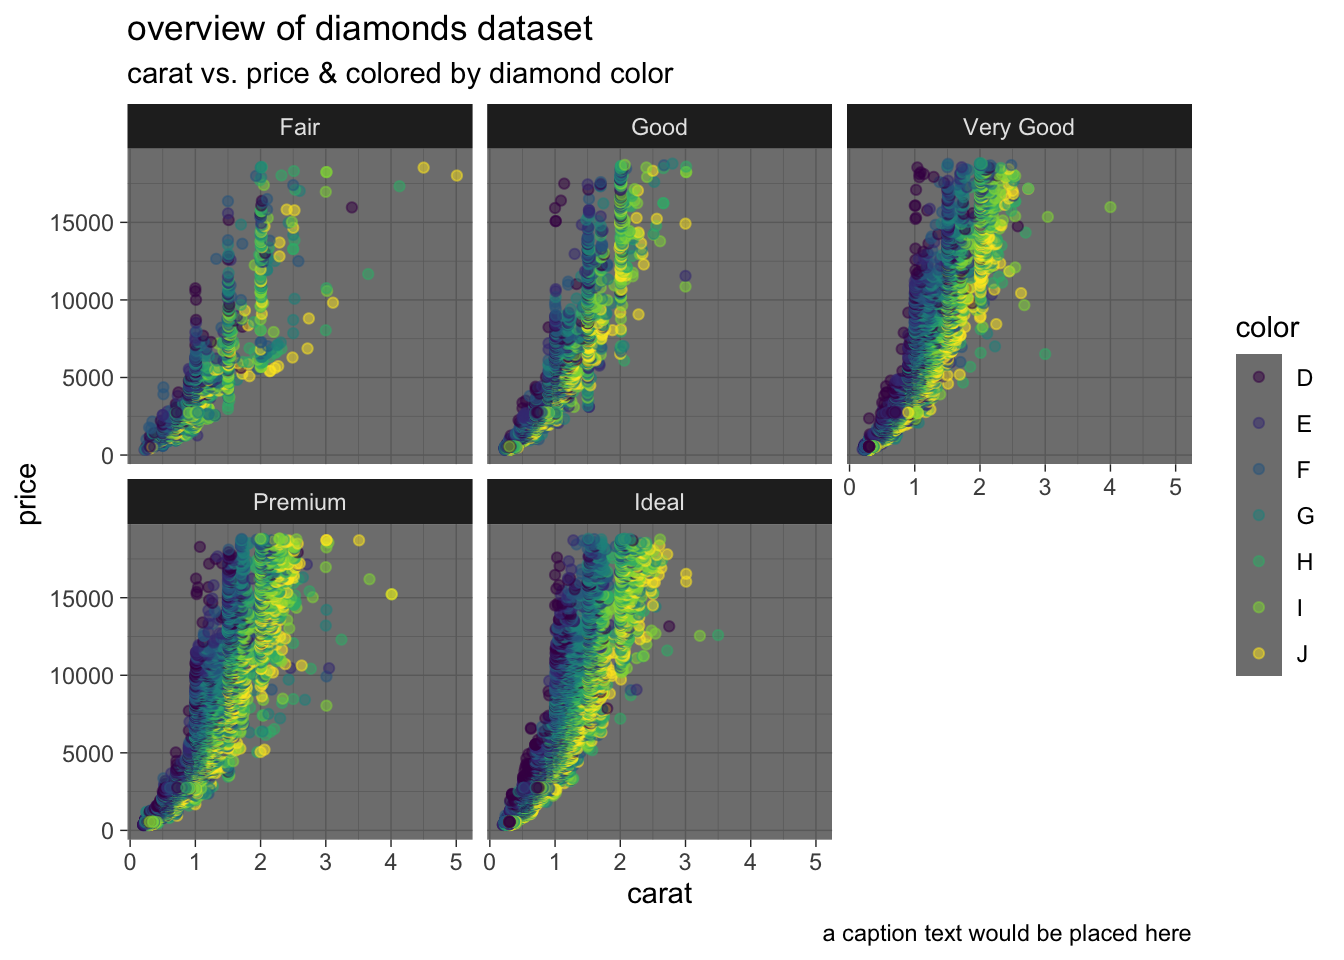 overview of diamonds dataset
carat vs. price & colored by diamond color
Fair
Good
Very Good
15000
10000
5000
0
0 1 2 3 4 5
Premium
Ideal
15000
10000
5000
0
0 1 2 3 4 5
0 1 2 3 4 5
price
carat
color
D
E
F
G
H
I
J
a caption text would be placed here